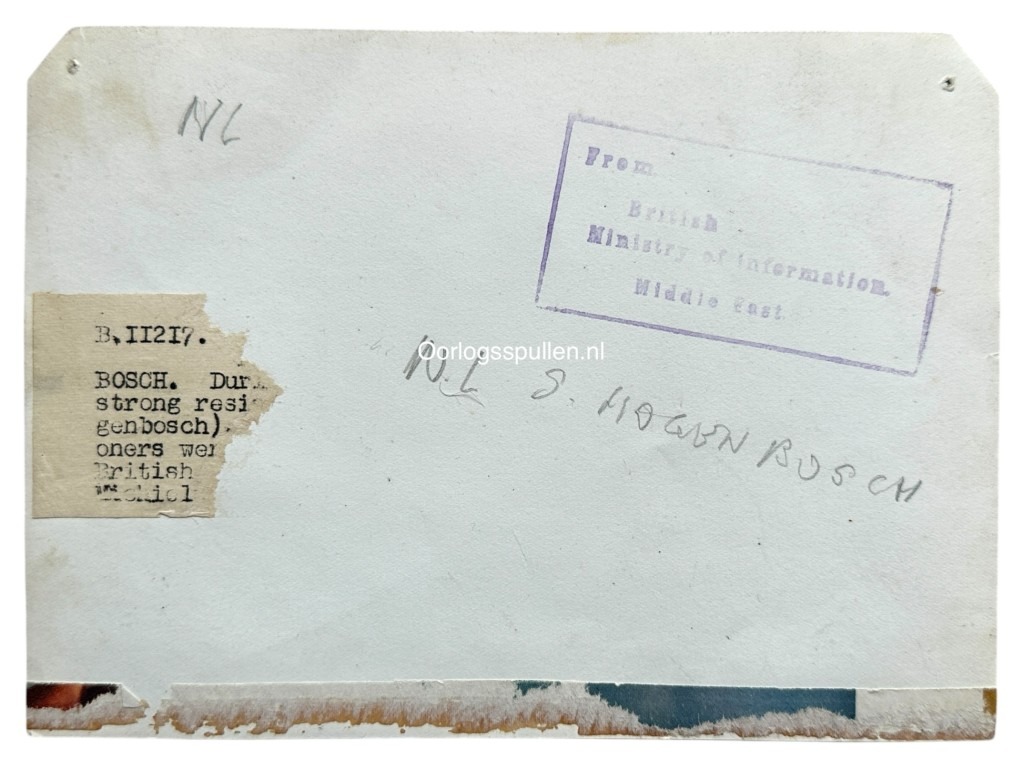 NL
From
British
Ministry of Information.
Middle East.
B.11217.
BOSCH. Dur
strong resi
genbosch).
oners wer
British
Oorlogsspullen.nl
N.L S. HOGENBOSCH